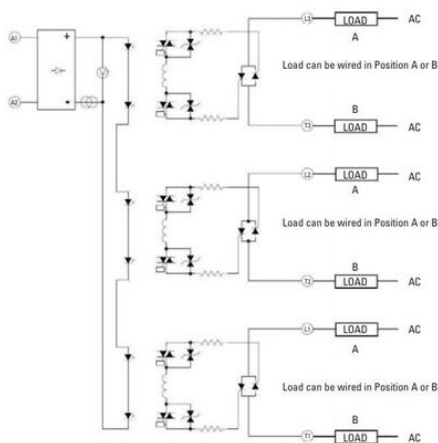 L3 LOAD AC
A
A1 + 
Load can be wired in Position A or B
A2 -
B
T3 LOAD AC
L2 LOAD AC
A
Load can be wired in Position A or B
B
T2 LOAD AC
L1 LOAD AC
A
Load can be wired in Position A or B
B
T1 LOAD AC